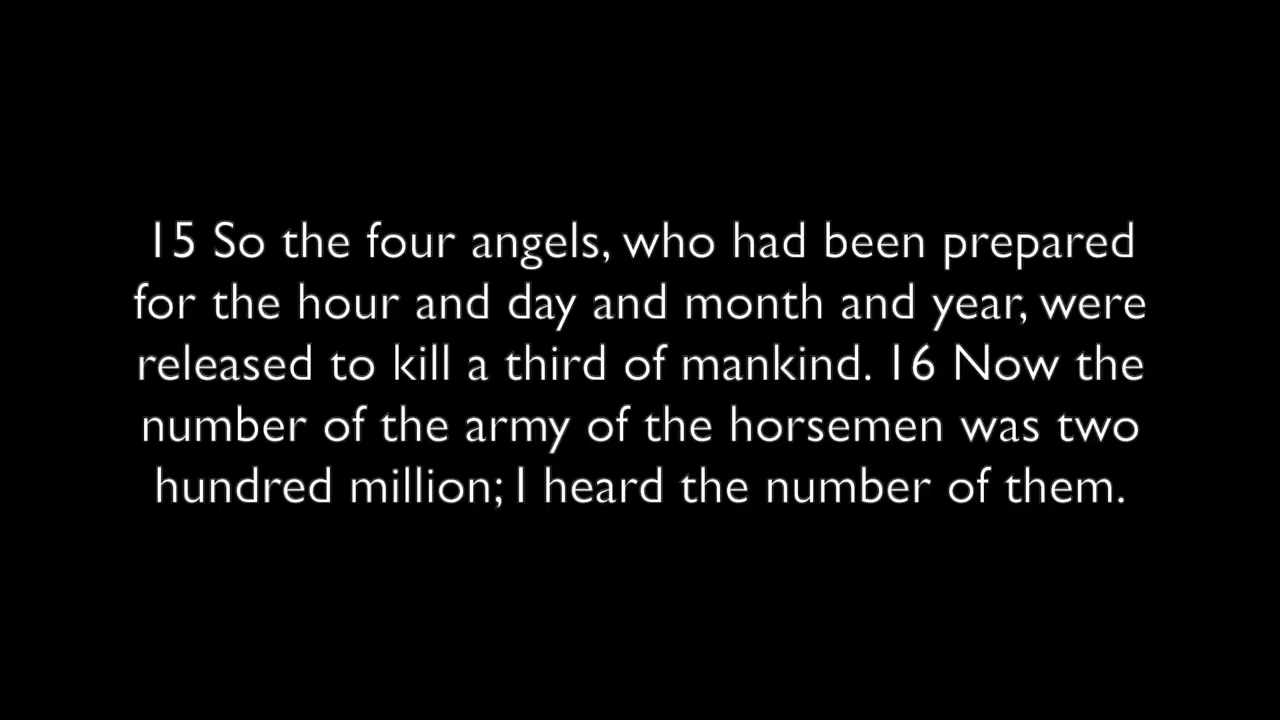 15 So the four angels, who had been prepared
for the hour and day and month and year, were
released to kill a third of mankind. 16 Now the
number of the army of the horsemen was two
hundred million; I heard the number of them.